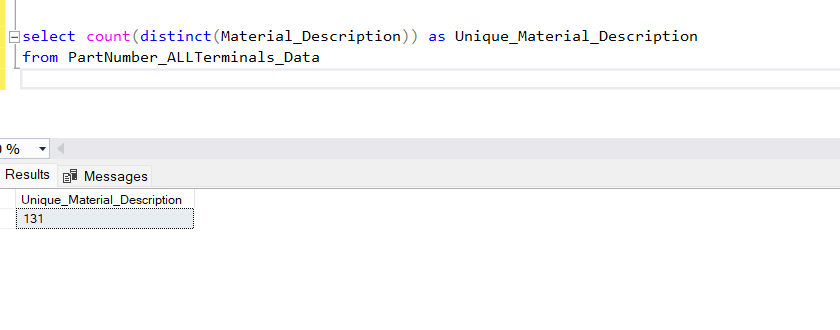 select count(distinct(Material_Description)) as Unique_Material_Description
from PartNumber_ALLTerminals_Data
%
Results Messages
Unique_Material_Description
131